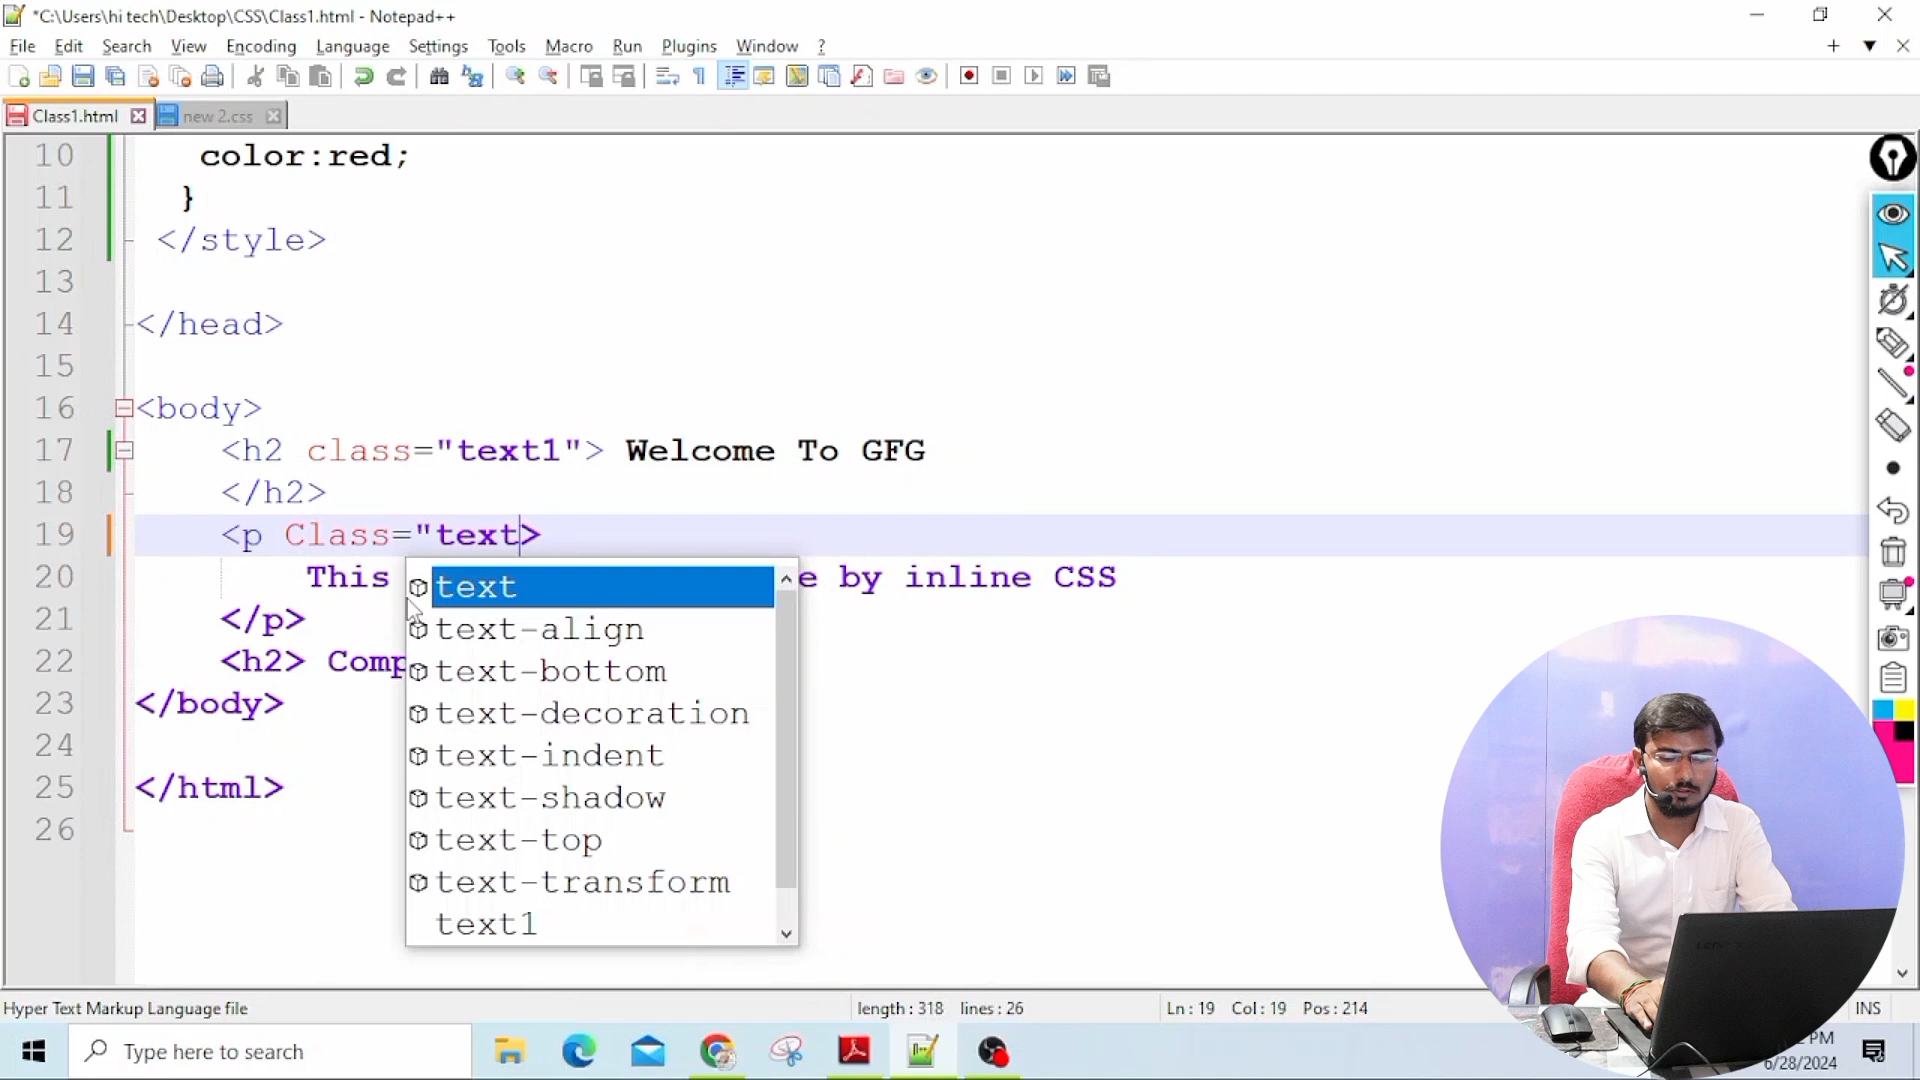 *C:\Users\hi tech\Desktop\CSS\Class1.html - Notepad++
File Edit Search View Encoding Language Settings Tools Macro Run Plugins Window ?
Class1.html new 2.css
10 color:red;
11 }
12 </style>
13
14 </head>
15
16 <body>
17 <h2 class="text1"> Welcome To GFG
18 </h2>
19 <p Class="text>
20 This e by inline CSS
21 </p>
22 <h2> Comp
23 </body>
24
25 </html>
26
text
text-align
text-bottom
text-decoration
text-indent
text-shadow
text-top
text-transform
text1
Hyper Text Markup Language file length : 318 lines : 26 Ln : 19 Col : 19 Pos : 214 INS
Type here to search
PM
6/28/2024